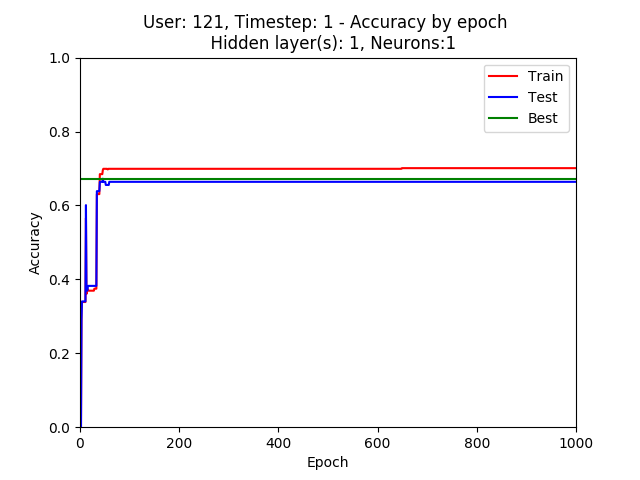 User: 121, Timestep: 1 - Accuracy by epoch
Hidden layer(s): 1, Neurons:1
Train
Test
Best
1.0
0.8
0.6
0.4
0.2
0.0
Accuracy
0 200 400 600 800 1000
Epoch